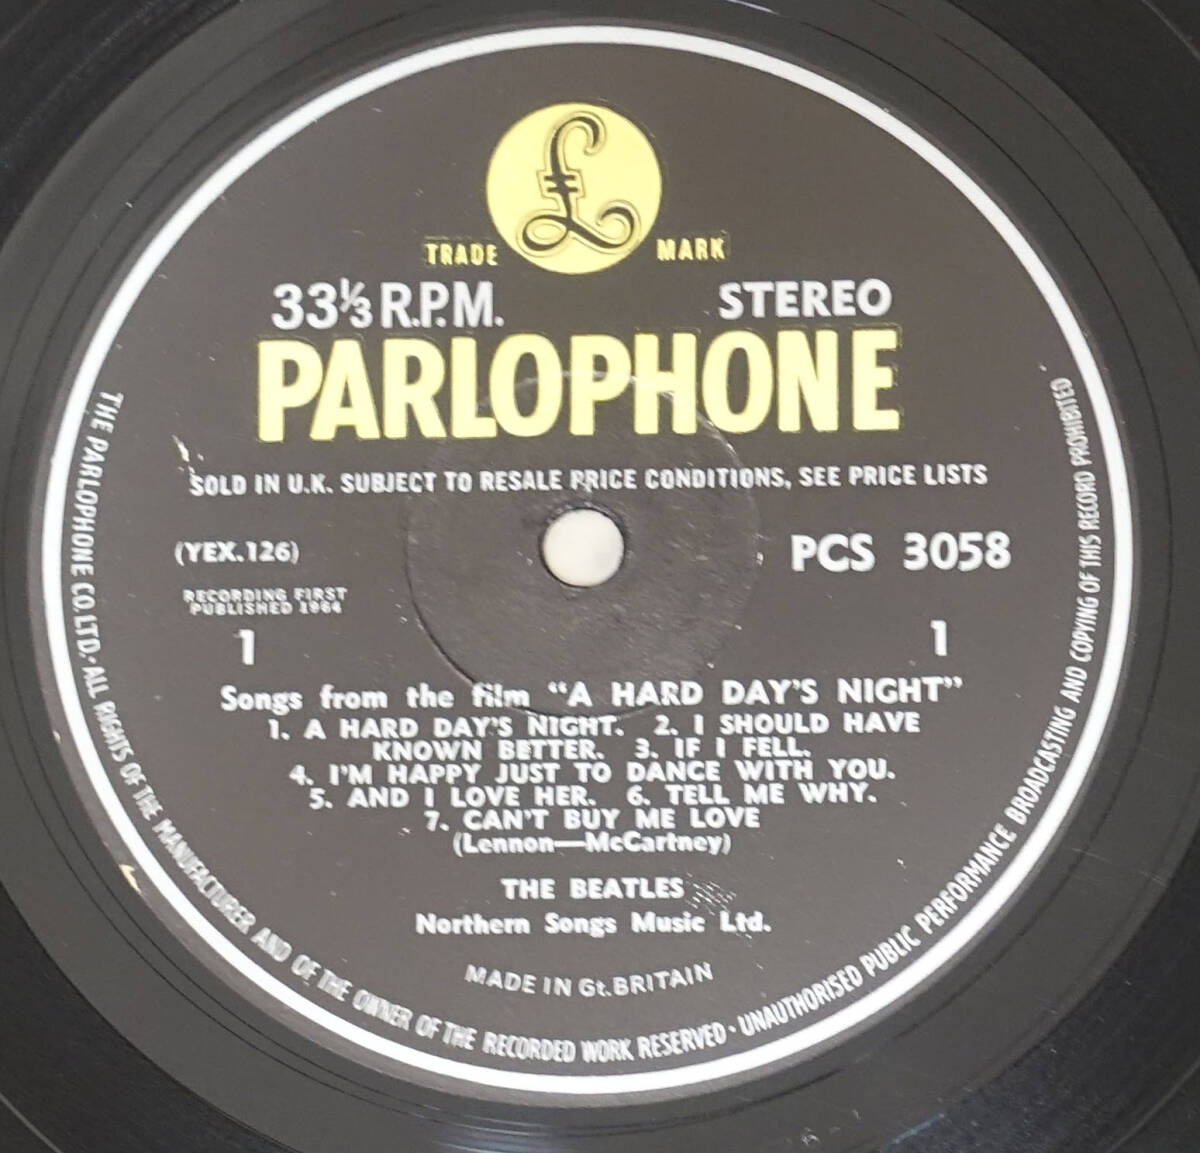 £
TRADE MARK
33⅓ R.P.M. STEREO
PARLOPHONE
SOLD IN U.K. SUBJECT TO RESALE PRICE CONDITIONS, SEE PRICE LISTS
(YEX.126) PCS 3058
RECORDING FIRST
PUBLISHED 1964
1 1
Songs from the film "A HARD DAY'S NIGHT"
1. A HARD DAY'S NIGHT. 2. I SHOULD HAVE
KNOWN BETTER. 3. IF I FELL.
4. I'M HAPPY JUST TO DANCE WITH YOU.
5. AND I LOVE HER. 6. TELL ME WHY.
7. CAN'T BUY ME LOVE
(Lennon—McCartney)
THE BEATLES
Northern Songs Music Ltd.
MADE IN Gt. BRITAIN
THE PARLOPHONE CO. LTD. · ALL RIGHTS OF THE MANUFACTURER AND OF THE OWNER OF THE RECORDED WORK RESERVED · UNAUTHORISED PUBLIC PERFORMANCE BROADCASTING AND COPYING OF THIS RECORD PROHIBITED